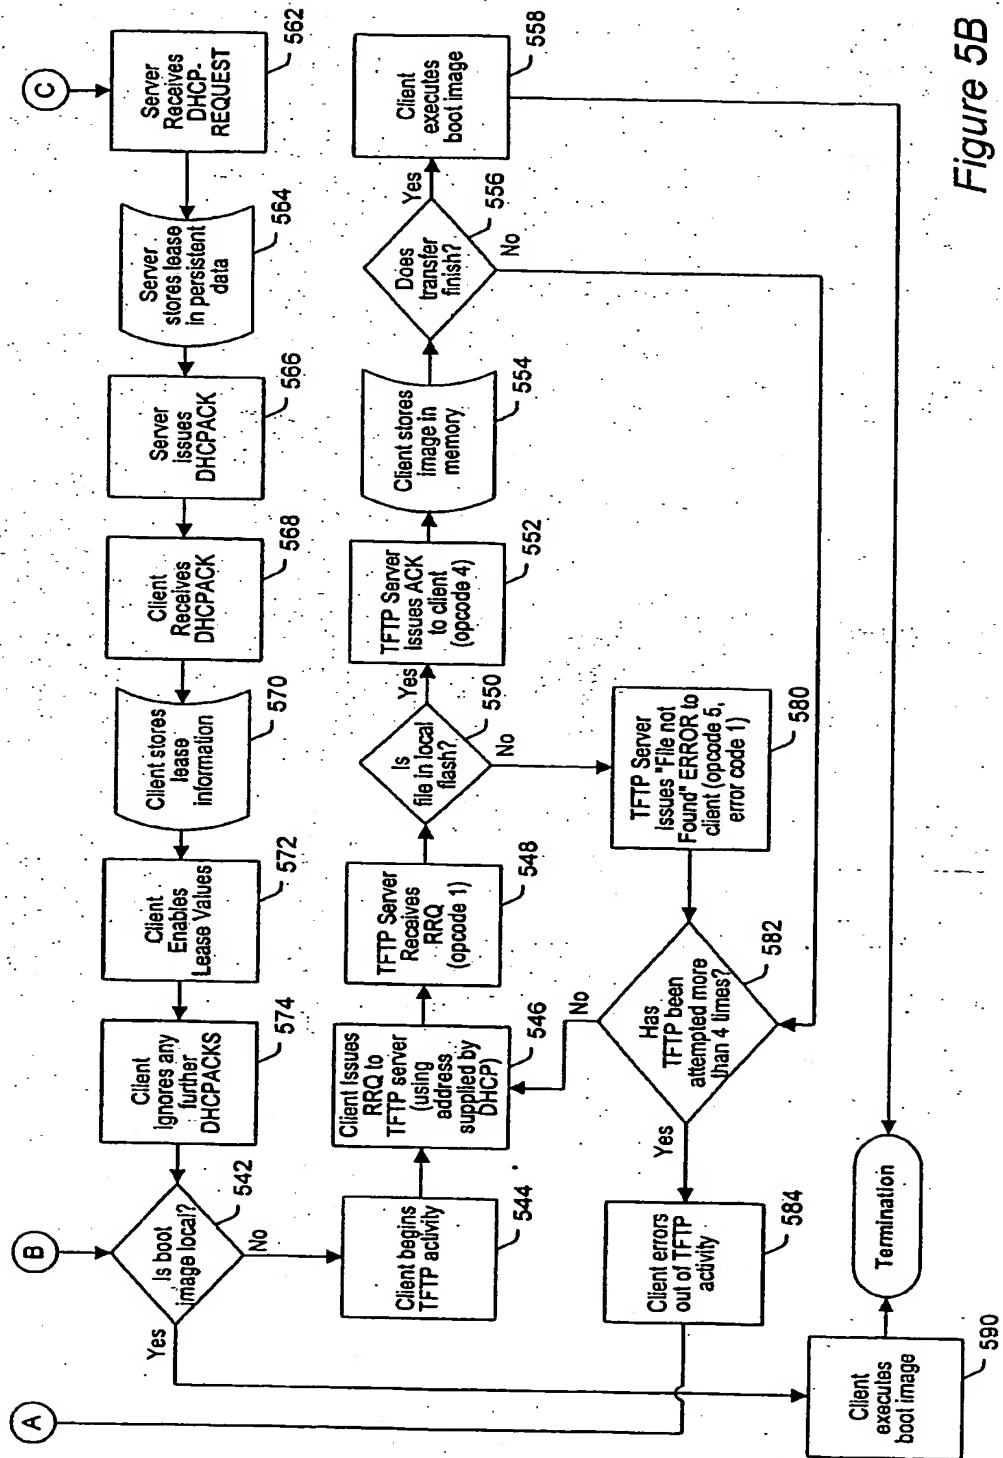 A
B
C
Server
Receives
DHCP-
REQUEST
562
Server
stores lease
in persistent
data
564
Server
issues
DHCPACK
566
Client
Receives
DHCPACK
568
Client stores
lease
information
570
Client
Enables
Lease Values
572
Client
ignores any
further
DHCPACKS
574
Is boot
image local?
542
Yes
No
Client begins
TFTP activity
544
Client Issues
RRQ to
TFTP server
(using
address
supplied by
DHCP)
546
TFTP Server
Receives
RRQ
(opcode 1)
548
Is
file in local
flash?
550
Yes
No
TFTP Server
issues ACK
to client
(opcode 4)
552
Client stores
image in
memory
554
Does
transfer
finish?
556
Yes
No
Client
executes
boot image
558
TFTP Server
issues "File not
Found" ERROR to
client (opcode 5,
error code 1)
580
Has
TFTP been
attempted more
than 4 times?
582
No
Yes
Client errors
out of TFTP
activity
584
Client
executes
boot image
590
Termination
Figure 5B